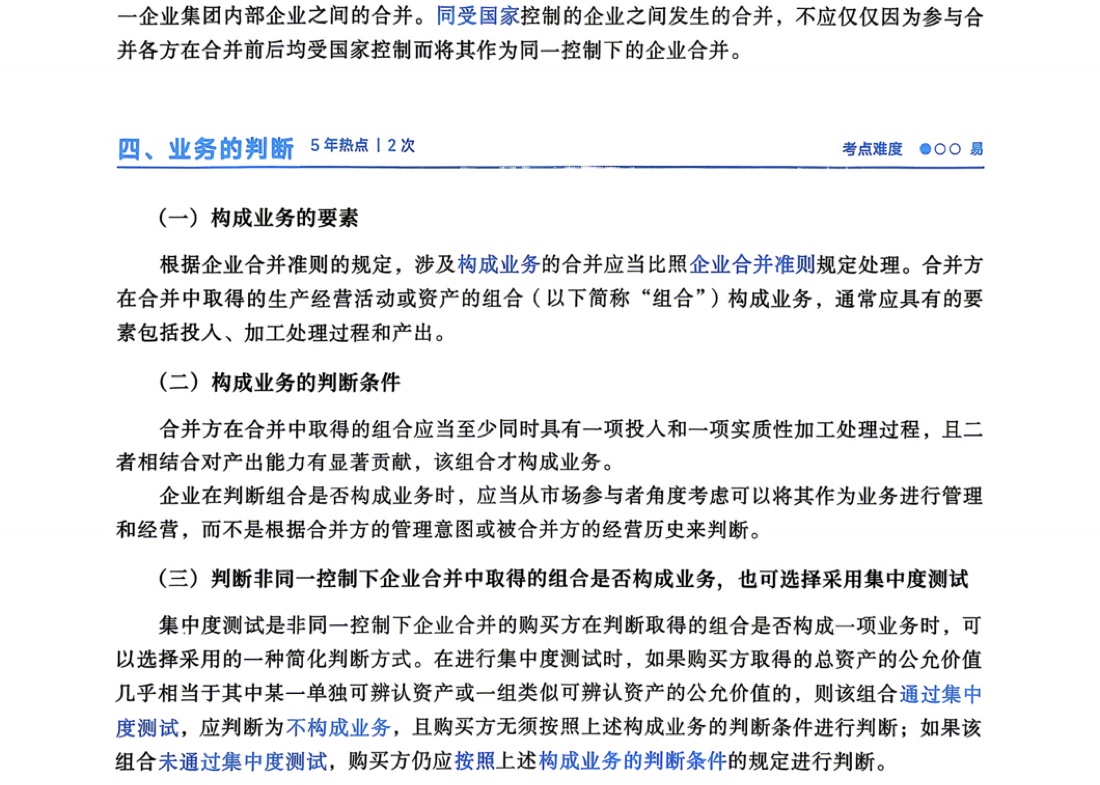 一企业集团内部企业之间的合并。同受国家控制的企业之间发生的合并，不应仅仅因为参与合
并各方在合并前后均受国家控制而将其作为同一控制下的企业合并。
四、业务的判断 5年热点 | 2次 考点难度 ●○○ 易
（一）构成业务的要素
根据企业合并准则的规定，涉及构成业务的合并应当比照企业合并准则规定处理。合并方
在合并中取得的生产经营活动或资产的组合（以下简称“组合”）构成业务，通常应具有的要
素包括投入、加工处理过程和产出。
（二）构成业务的判断条件
合并方在合并中取得的组合应当至少同时具有一项投入和一项实质性加工处理过程，且二
者相结合对产出能力有显著贡献，该组合才构成业务。
企业在判断组合是否构成业务时，应当从市场参与者角度考虑可以将其作为业务进行管理
和经营，而不是根据合并方的管理意图或被合并方的经营历史来判断。
（三）判断非同一控制下企业合并中取得的组合是否构成业务，也可选择采用集中度测试
集中度测试是非同一控制下企业合并的购买方在判断取得的组合是否构成一项业务时，可
以选择采用的一种简化判断方式。在进行集中度测试时，如果购买方取得的总资产的公允价值
几乎相当于其中某一单独可辨认资产或一组类似可辨认资产的公允价值的，则该组合通过集中
度测试，应判断为不构成业务，且购买方无须按照上述构成业务的判断条件进行判断；如果该
组合未通过集中度测试，购买方仍应按照上述构成业务的判断条件的规定进行判断。